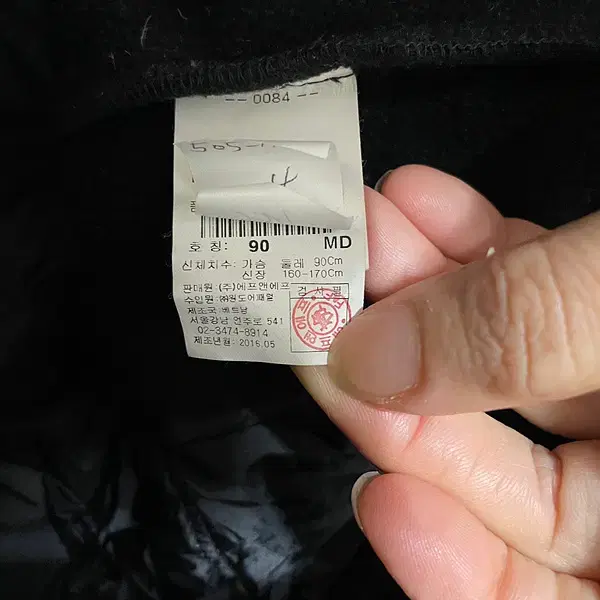 -- 0084 --
호 칭: 90 MD
신체치수: 가슴 둘레 90Cm
신장 160-170Cm
판매원 (주)에프앤에프
수입원: ㈜원도어패럴
제조국 베트남
서울강남 언주로 541
02-3474-8914
제조년월: 2016.05
검 사 필